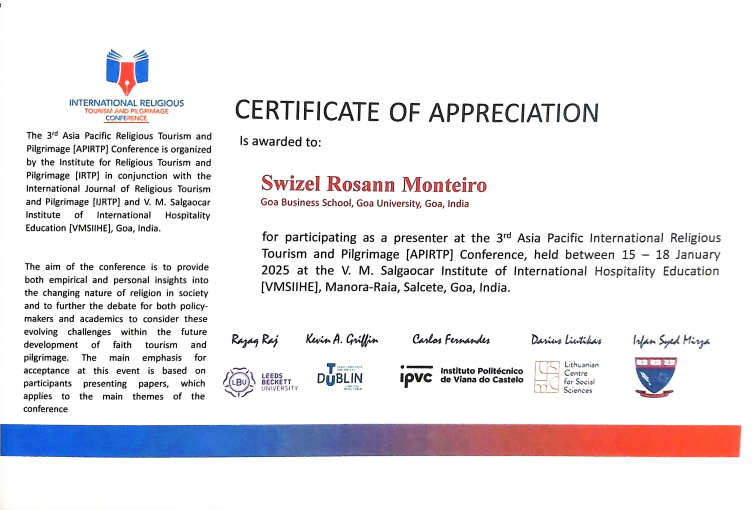 INTERNATIONAL RELIGIOUS
TOURISM AND PILGRIMAGE
CONFERENCE
The 3rd Asia Pacific Religious Tourism and
Pilgrimage [APIRTP] Conference is organized
by the Institute for Religious Tourism and
Pilgrimage [IRTP] in conjunction with the
International Journal of Religious Tourism
and Pilgrimage [IJRTP] and V. M. Salgaocar
Institute of International Hospitality
Education [VMSIIHE], Goa, India.
The aim of the conference is to provide
both empirical and personal insights into
the changing nature of religion in society
and to further the debate for both policy-
makers and academics to consider these
evolving challenges within the future
development of faith tourism and
pilgrimage. The main emphasis for
acceptance at this event is based on
participants presenting papers, which
applies to the main themes of the
conference
CERTIFICATE OF APPRECIATION
Is awarded to:
Swizel Rosann Monteiro
Goa Business School, Goa University, Goa, India
for participating as a presenter at the 3rd Asia Pacific International Religious
Tourism and Pilgrimage [APIRTP] Conference, held between 15 – 18 January
2025 at the V. M. Salgaocar Institute of International Hospitality Education
[VMSIIHE], Manora-Raia, Salcete, Goa, India.
Razaq Raj Kevin A. Griffin Carlos Fernandes Darius Liutikas Irfan Syed Mirza
LBU LEEDS BECKETT UNIVERSITY
DUBLIN
ipvc Instituto Politécnico
de Viana do Castelo
Lithuanian
Centre
for Social
Sciences